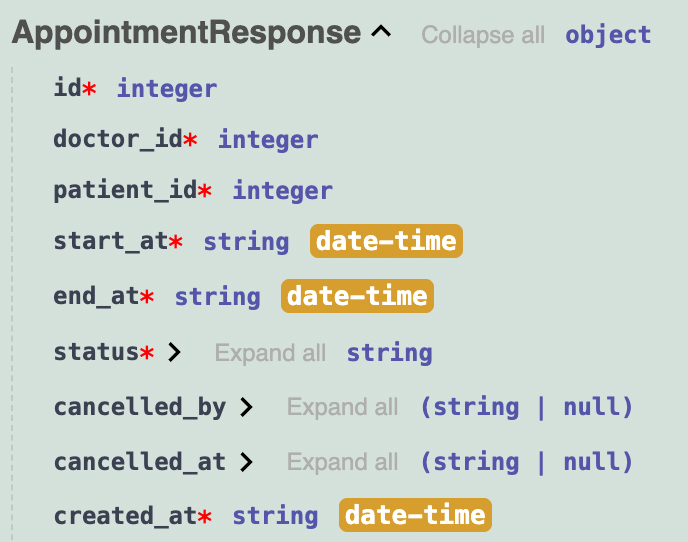 AppointmentResponse Collapse all object
id* integer
doctor_id* integer
patient_id* integer
start_at* string date-time
end_at* string date-time
status* Expand all string
cancelled_by Expand all (string | null)
cancelled_at Expand all (string | null)
created_at* string date-time